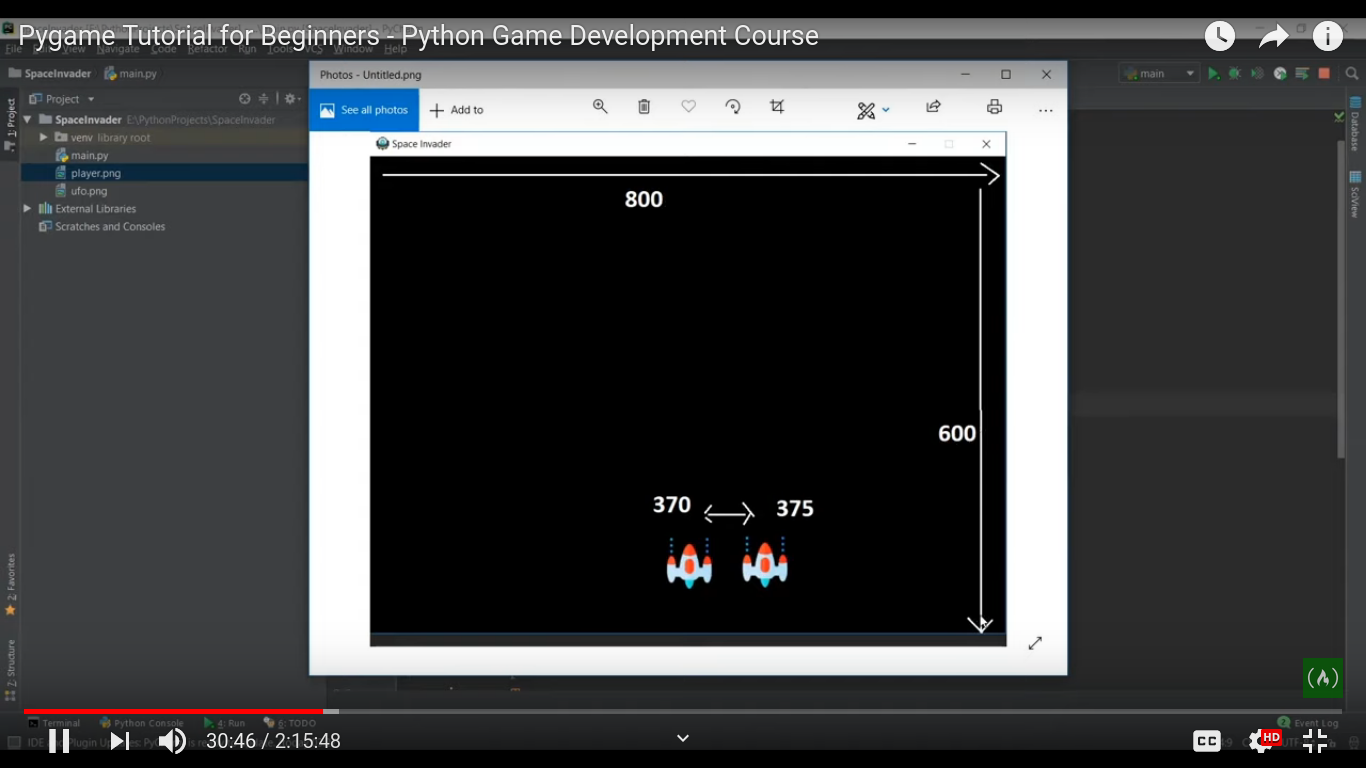 Pygame Tutorial for Beginners - Python Game Development Course
File Edit View Navigate Code Refactor Run Tools VCS Window Help
SpaceInvader main.py
main
Photos - Untitled.png
1: Project
Project
See all photos
Add to
SpaceInvader E:\PythonProjects\SpaceInvader
venv library root
main.py
player.png
ufo.png
External Libraries
Scratches and Consoles
Database
SciView
Space Invader
800
600
370
375
2: Favorites
7: Structure
Terminal
Python Console
4: Run
6: TODO
Event Log
30:46 / 2:15:48
CC
HD